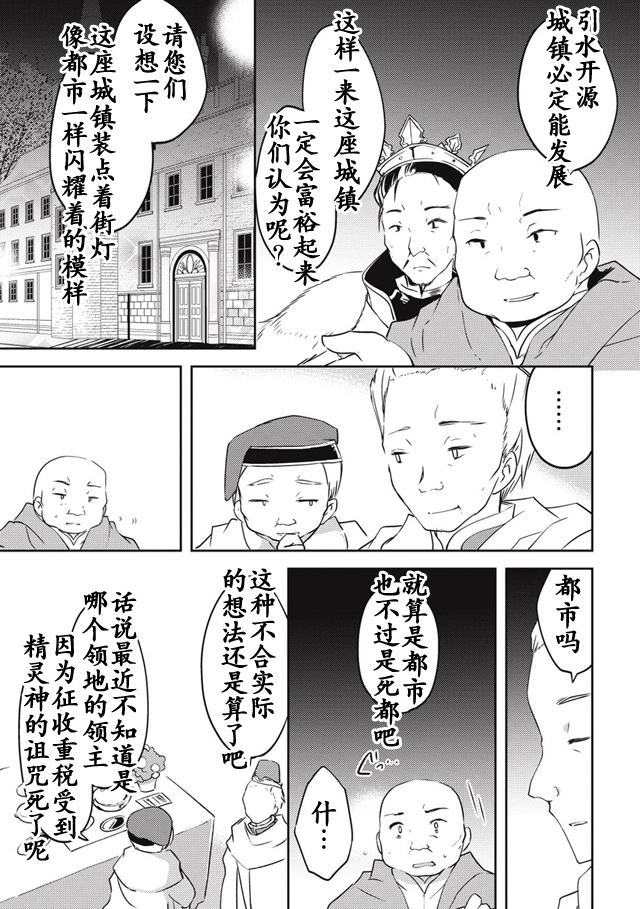 引水开源
城镇必定能
发展
这样一来这座城镇
一定会富裕起来
你们认为呢？
请您们
设想一下
这座城镇装点着街灯
像都市一样闪耀着的模样
……
都市吗
就算是都市
也不过是死都吧
什…
这种不合实际
的想法还是算了吧
话说最近不知道是
哪个领地的领主
因为征收重税受到
精灵神的诅咒死了呢